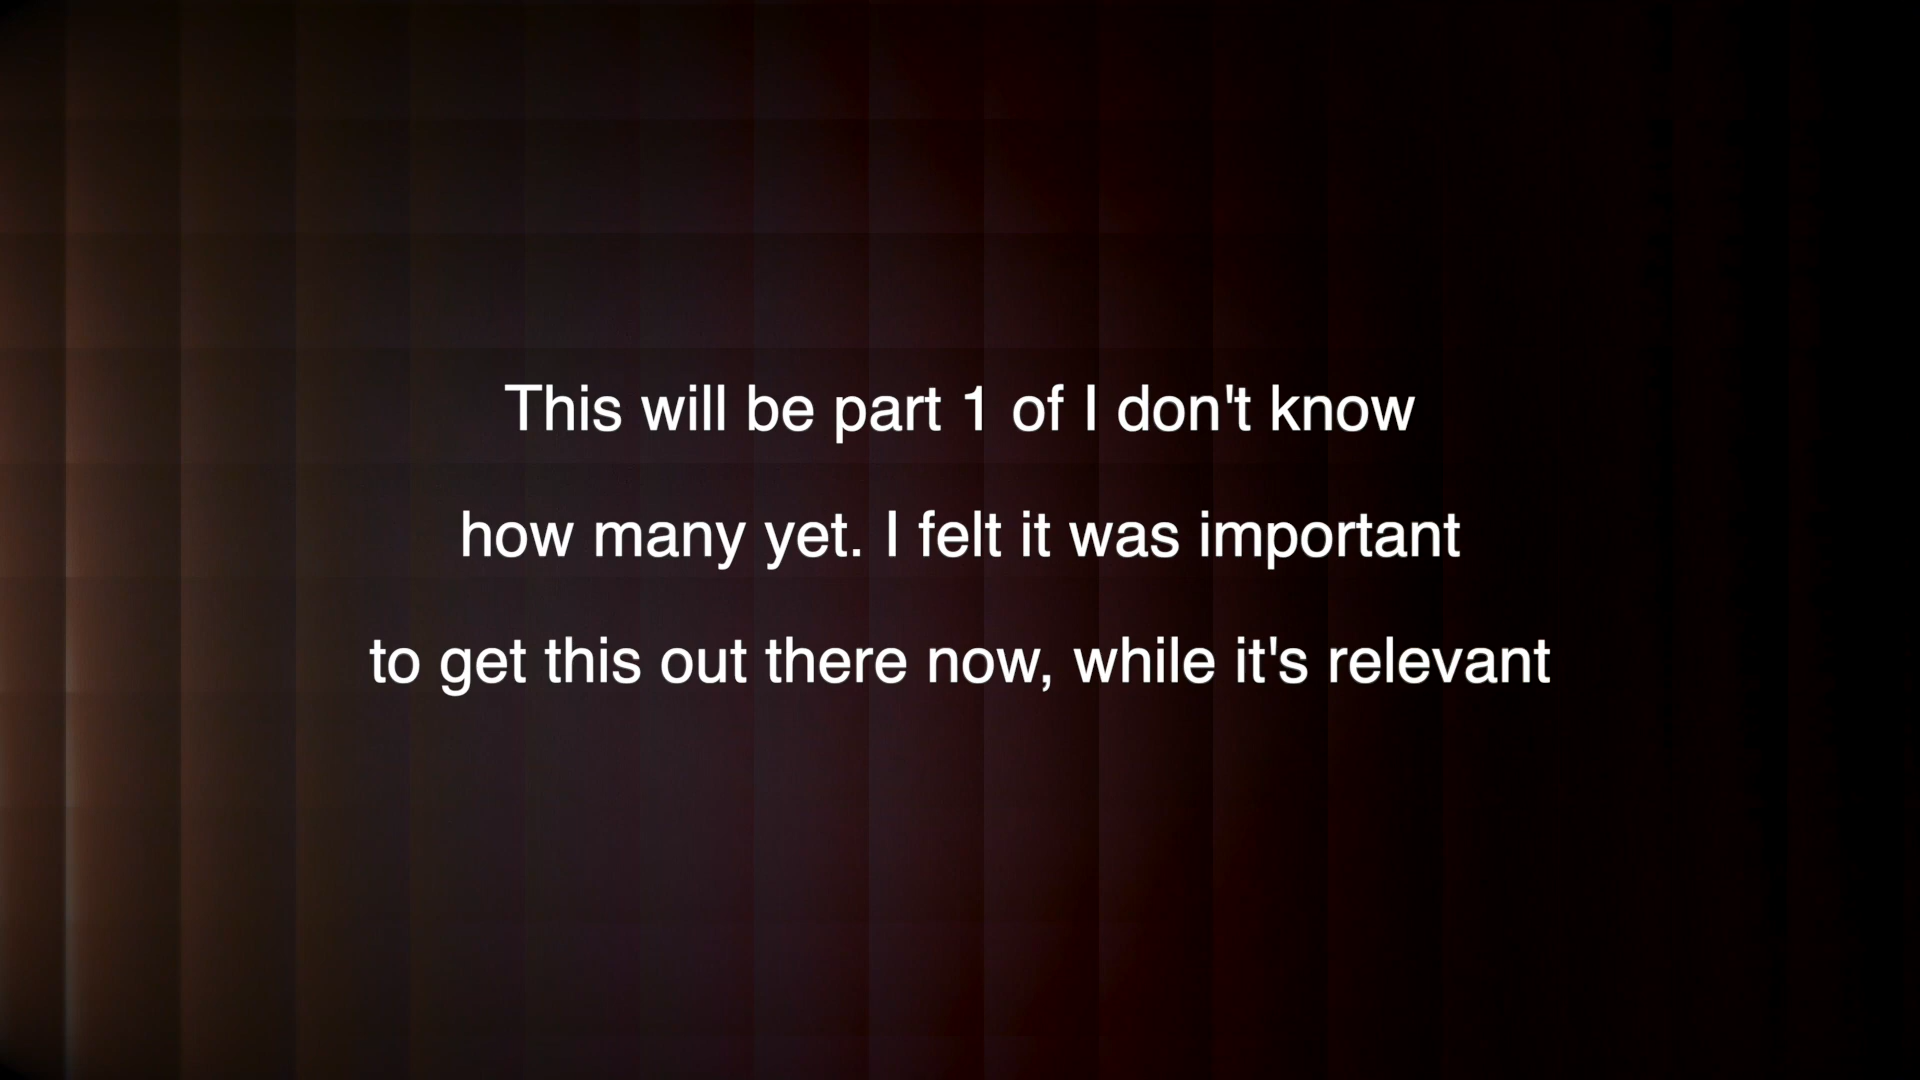 This will be part 1 of I don't know
how many yet. I felt it was important
to get this out there now, while it's relevant